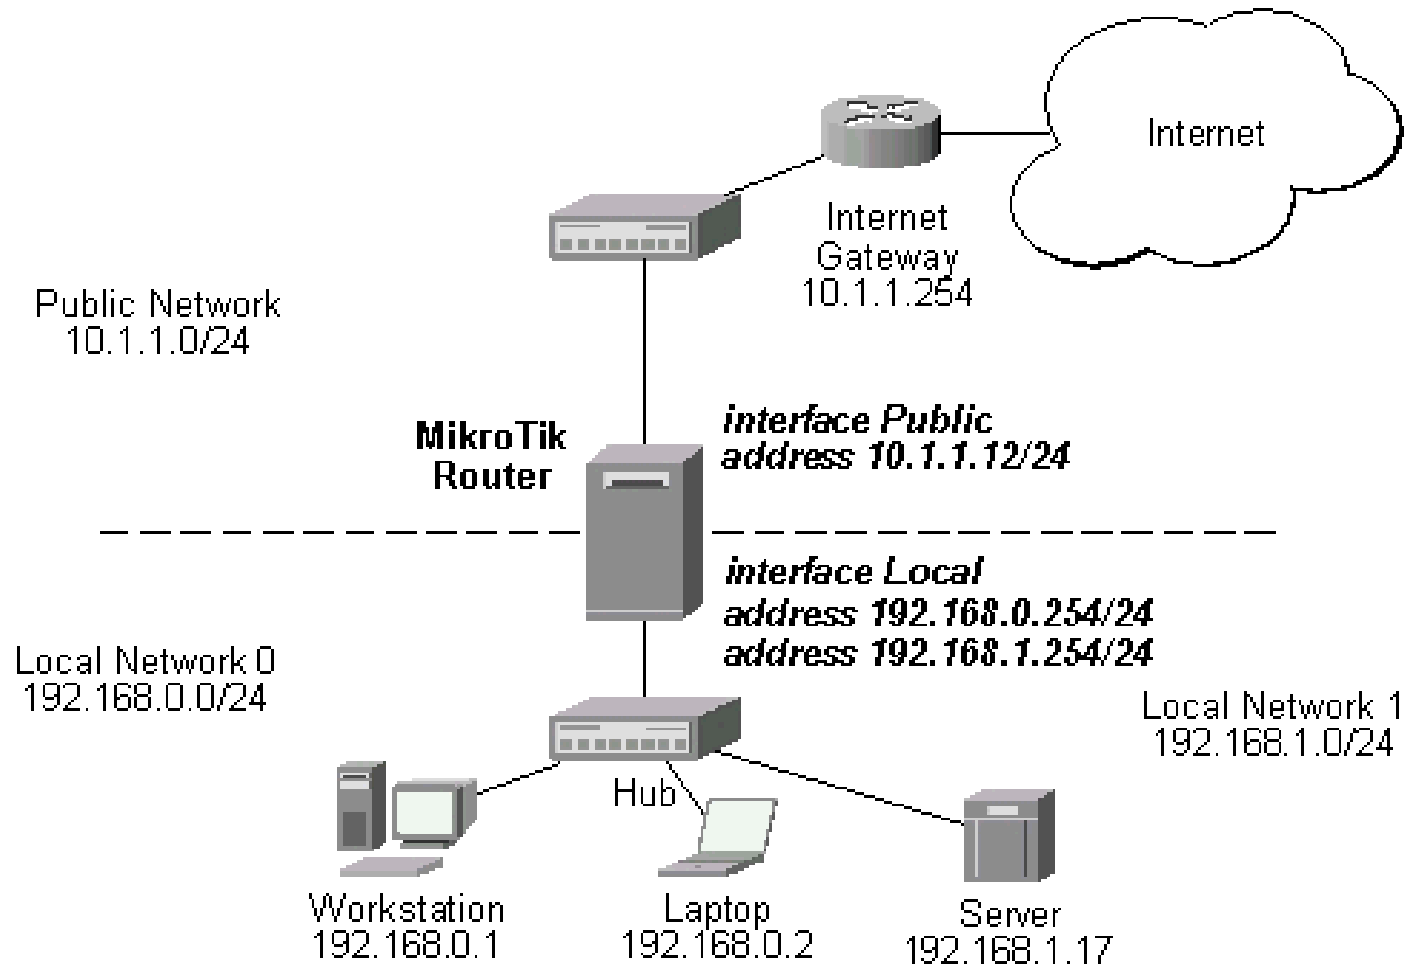 Internet
Internet
Gateway
10.1.1.254
Public Network
10.1.1.0/24
MikroTik
Router
interface Public
address 10.1.1.12/24
interface Local
address 192.168.0.254/24
address 192.168.1.254/24
Local Network 0
192.168.0.0/24
Local Network 1
192.168.1.0/24
Hub
Workstation
192.168.0.1
Laptop
192.168.0.2
Server
192.168.1.17